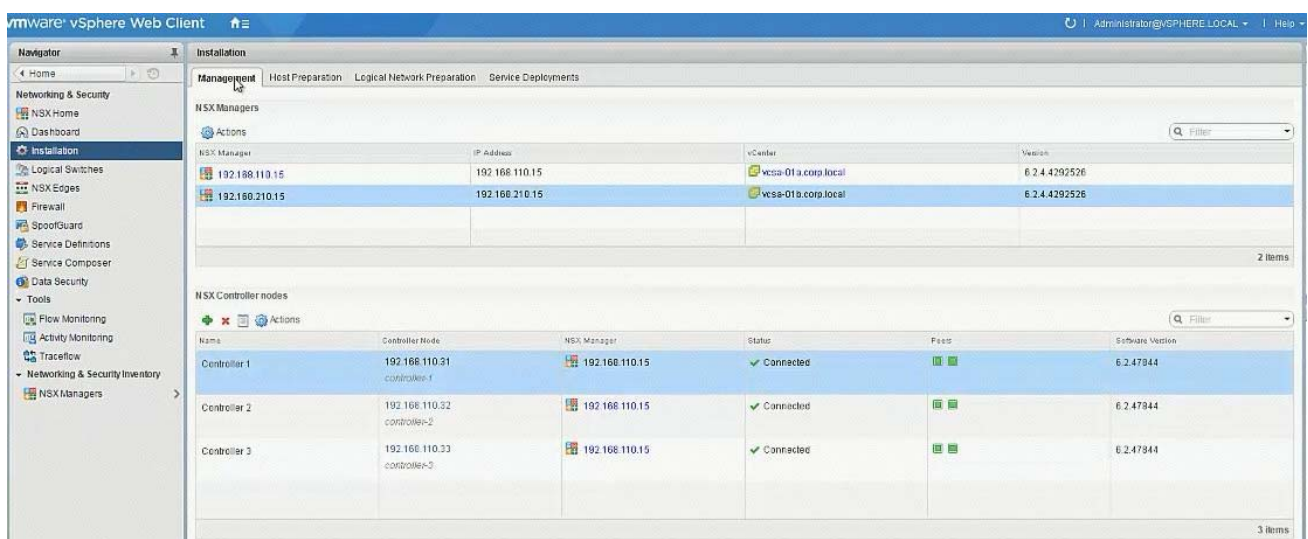 vmware® vSphere Web Client
Administrator@VSPHERE.LOCAL
Help
Navigator
Home
Networking & Security
NSX Home
Dashboard
Installation
Logical Switches
NSX Edges
Firewall
SpoofGuard
Service Definitions
Service Composer
Data Security
Tools
Flow Monitoring
Activity Monitoring
Traceflow
Networking & Security Inventory
NSX Managers
Installation
Management Host Preparation Logical Network Preparation Service Deployments
NSX Managers
Actions Filter
NSX Manager IP Address vCenter Version
192.168.110.15 192.168.110.15 vcsa-01a.corp.local 6.2.4.4292526
192.168.210.15 192.168.210.15 vcsa-01b.corp.local 6.2.4.4292526
2 items
NSX Controller nodes
Actions Filter
Name Controller Node NSX Manager Status Peers Software Version
Controller 1 192.168.110.31 192.168.110.15 Connected 6.2.47844
controller-1
Controller 2 192.168.110.32 192.168.110.15 Connected 6.2.47844
controller-2
Controller 3 192.168.110.33 192.168.110.15 Connected 6.2.47844
controller-3
3 items